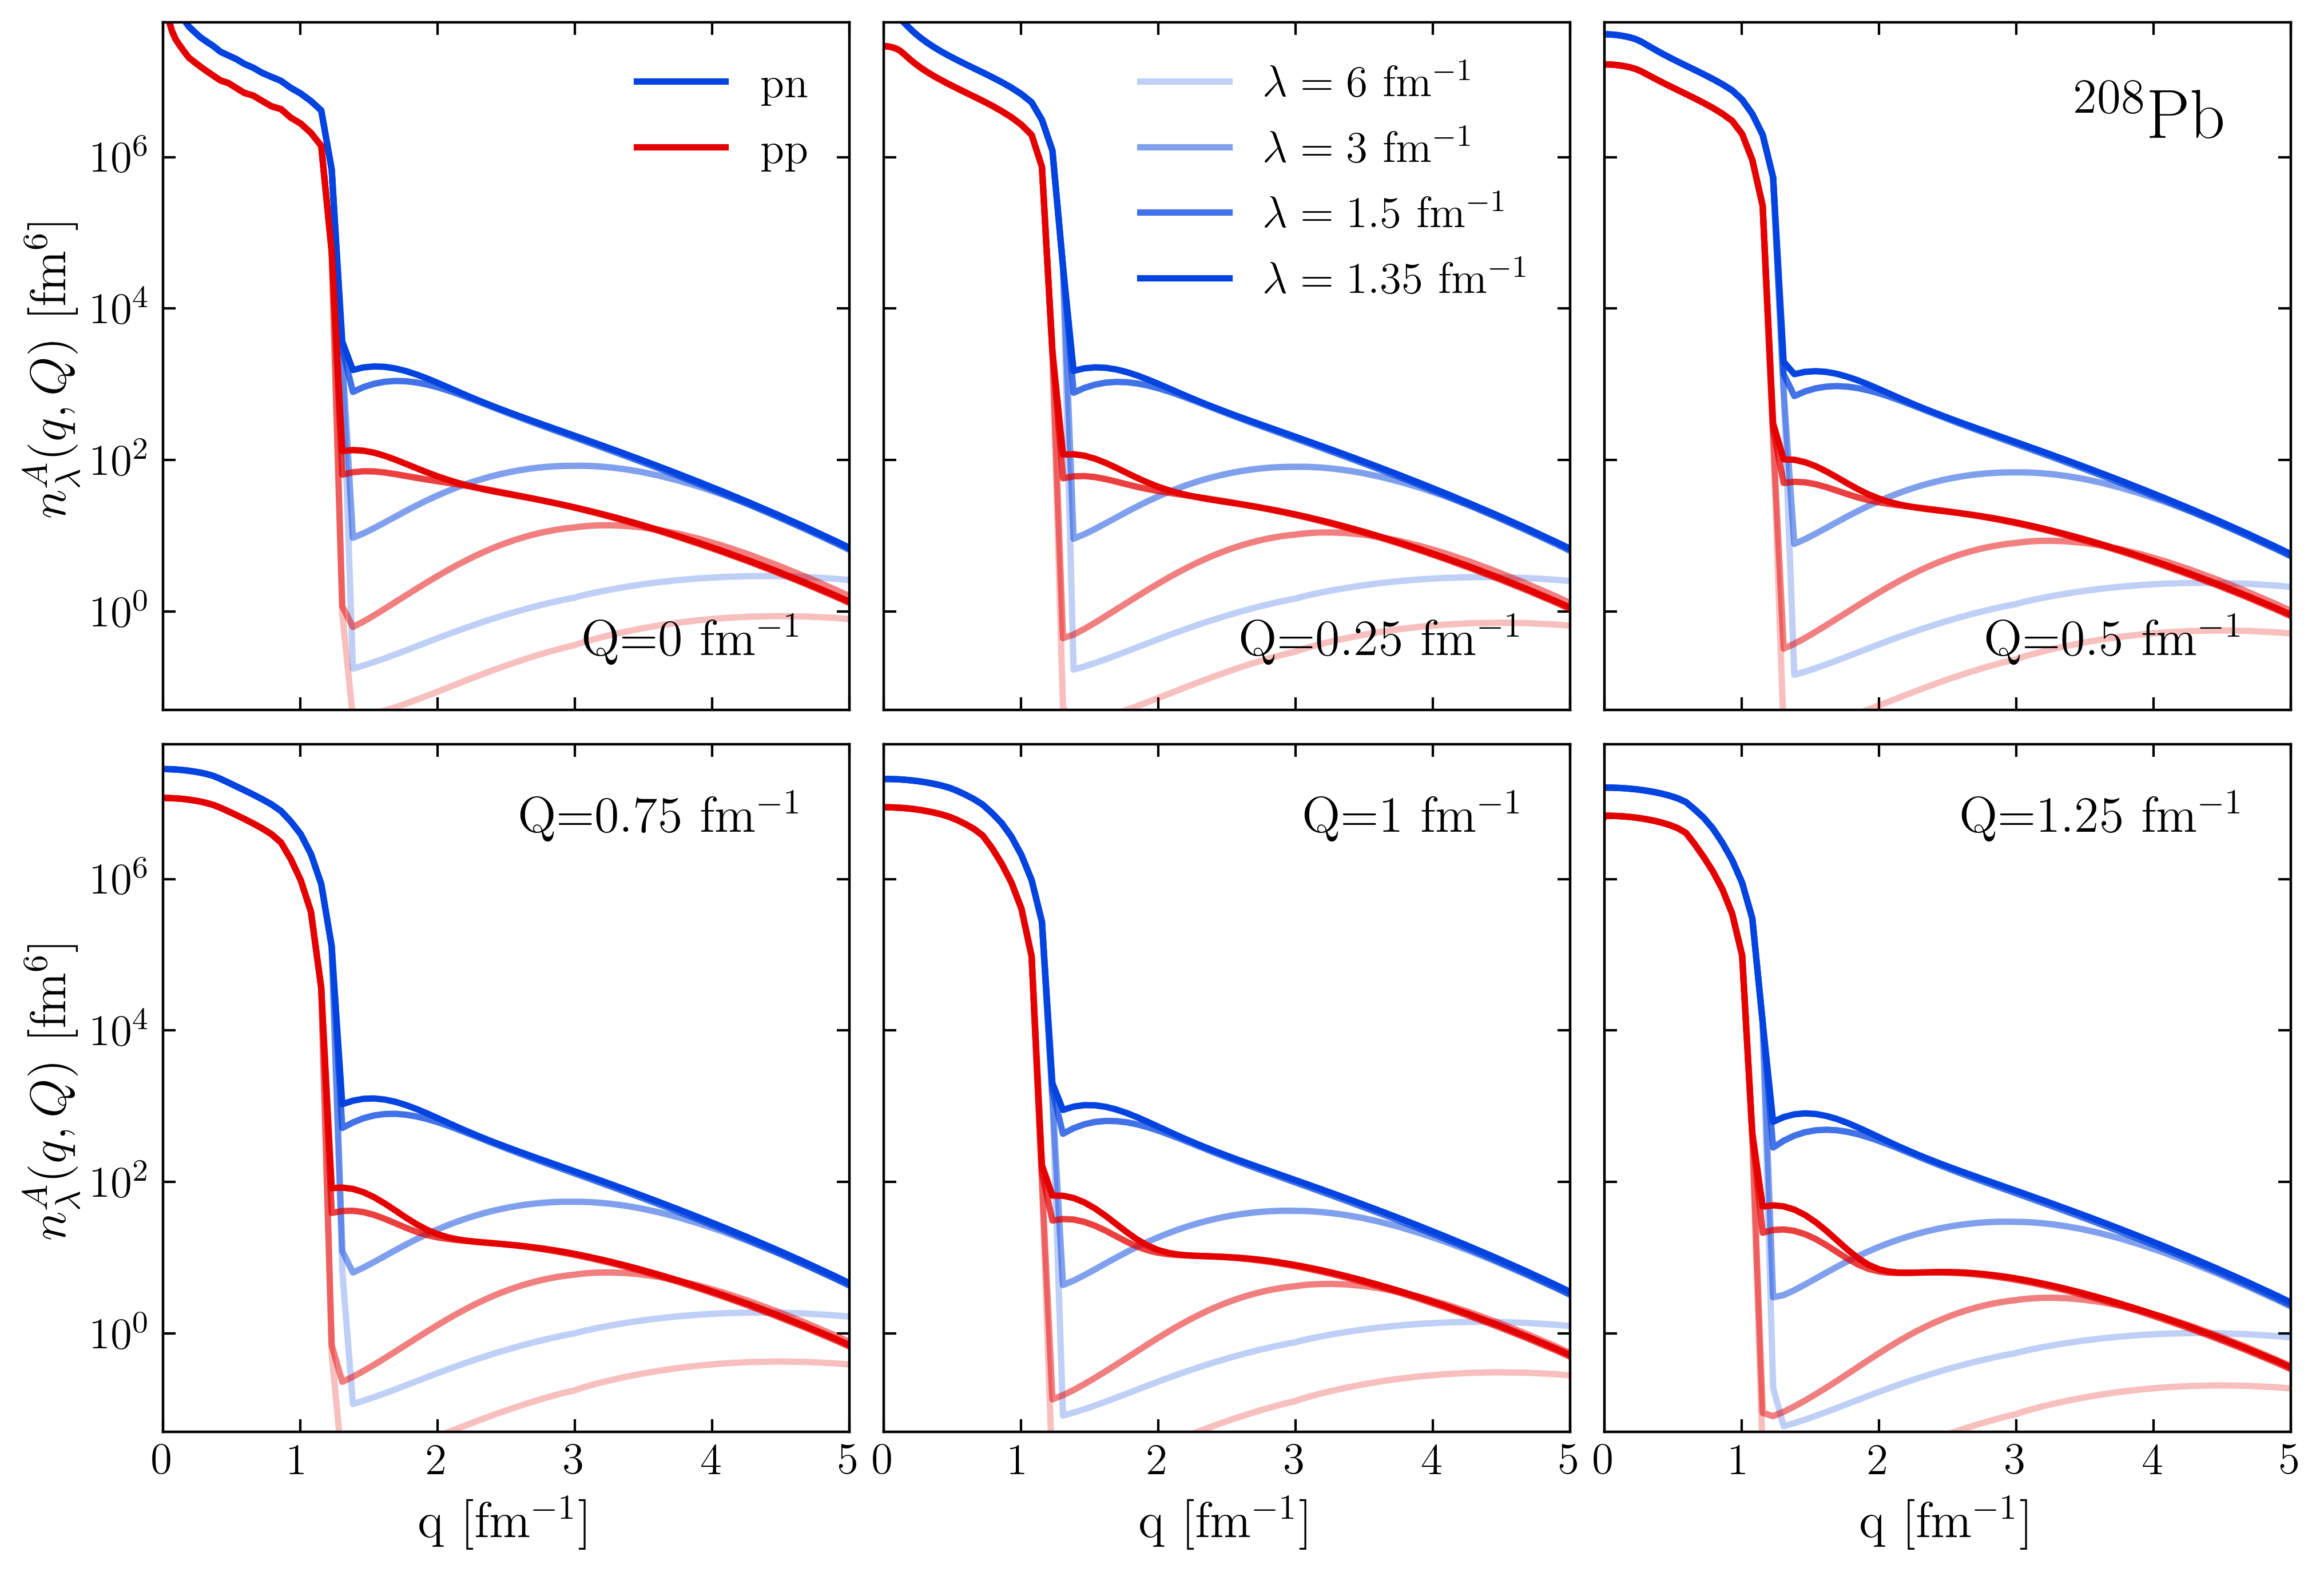 pn
pp
λ = 6 fm⁻¹
λ = 3 fm⁻¹
λ = 1.5 fm⁻¹
λ = 1.35 fm⁻¹
²⁰⁸Pb
10⁶
10⁴
10²
10⁰
n_λ^A(q, Q) [fm⁶]
Q=0 fm⁻¹
Q=0.25 fm⁻¹
Q=0.5 fm⁻¹
Q=0.75 fm⁻¹
Q=1 fm⁻¹
Q=1.25 fm⁻¹
10⁶
10⁴
10²
10⁰
n_λ^A(q, Q) [fm⁶]
0 1 2 3 4 5
0 1 2 3 4 5
0 1 2 3 4 5
q [fm⁻¹]
q [fm⁻¹]
q [fm⁻¹]